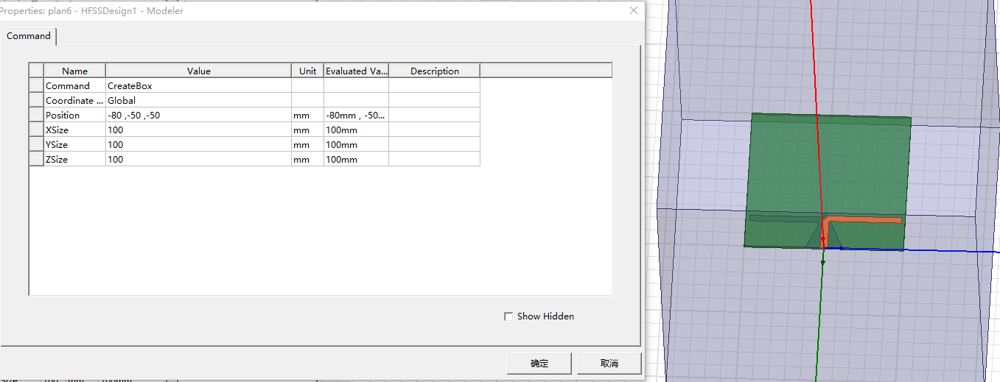 Properties: plan6 - HFSSDesign1 - Modeler
Command
Name Value Unit Evaluated Va... Description
Command CreateBox
Coordinate ... Global
Position -80 ,-50 ,-50 mm -80mm , -50...
XSize 100 mm 100mm
YSize 100 mm 100mm
ZSize 100 mm 100mm
Show Hidden
确定 取消